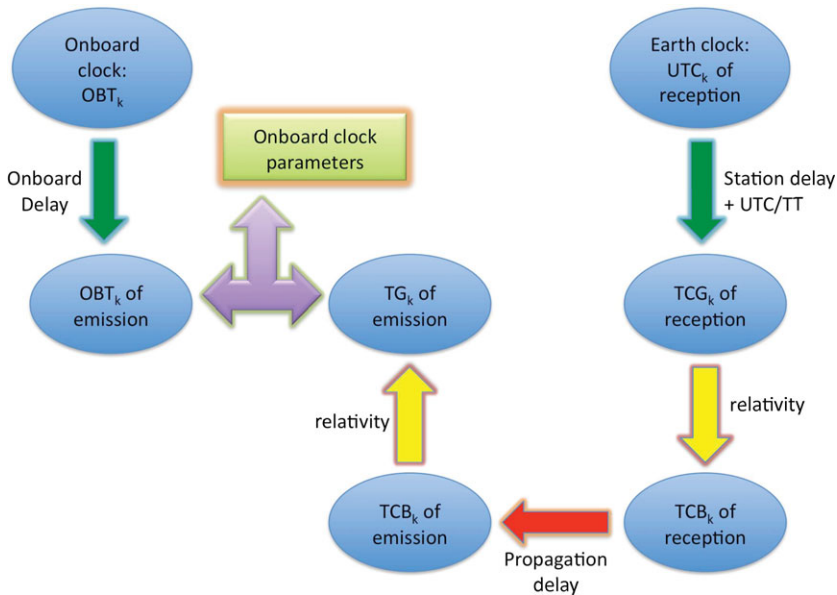 Onboard
clock:
OBTₖ
Earth clock:
UTCₖ of
reception
Onboard clock
parameters
Onboard
Delay
Station delay
+ UTC/TT
OBTₖ of
emission
TGₖ of
emission
TCGₖ of
reception
relativity
relativity
TCBₖ of
emission
TCBₖ of
reception
Propagation
delay